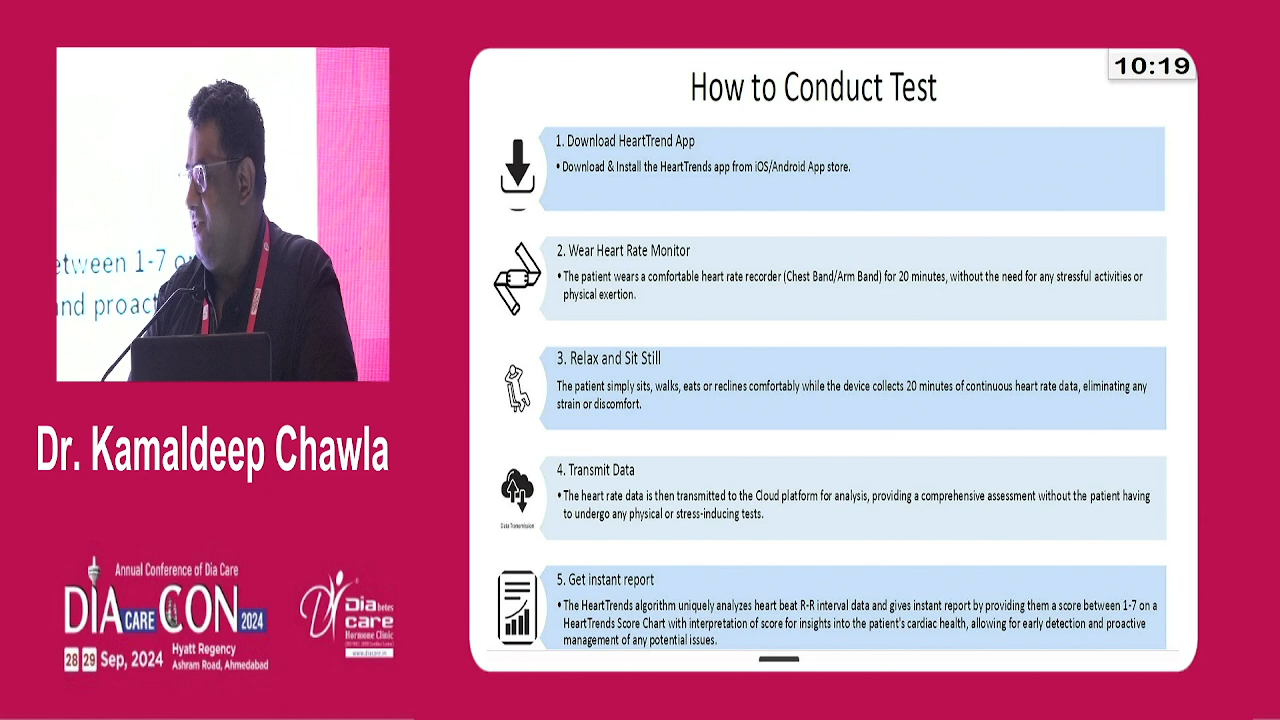 etween 1-7 o
and proact
Dr. Kamaldeep Chawla
Annual Conference of Dia Care
DIA CARE CON 2024
28 29 Sep, 2024
Hyatt Regency
Ashram Road, Ahmedabad
Diabetes
care
Hormone Clinic
www.diacare.in
10:19
How to Conduct Test
1. Download HeartTrend App
• Download & Install the HeartTrends app from iOS/Android App store.
2. Wear Heart Rate Monitor
• The patient wears a comfortable heart rate recorder (Chest Band/Arm Band) for 20 minutes, without the need for any stressful activities or
physical exertion.
3. Relax and Sit Still
The patient simply sits, walks, eats or reclines comfortably while the device collects 20 minutes of continuous heart rate data, eliminating any
strain or discomfort.
Data Transmission
4. Transmit Data
• The heart rate data is then transmitted to the Cloud platform for analysis, providing a comprehensive assessment without the patient having
to undergo any physical or stress-inducing tests.
5. Get instant report
• The HeartTrends algorithm uniquely analyzes heart beat R-R interval data and gives instant report by providing them a score between 1-7 on a
HeartTrends Score Chart with interpretation of score for insights into the patient's cardiac health, allowing for early detection and proactive
management of any potential issues.